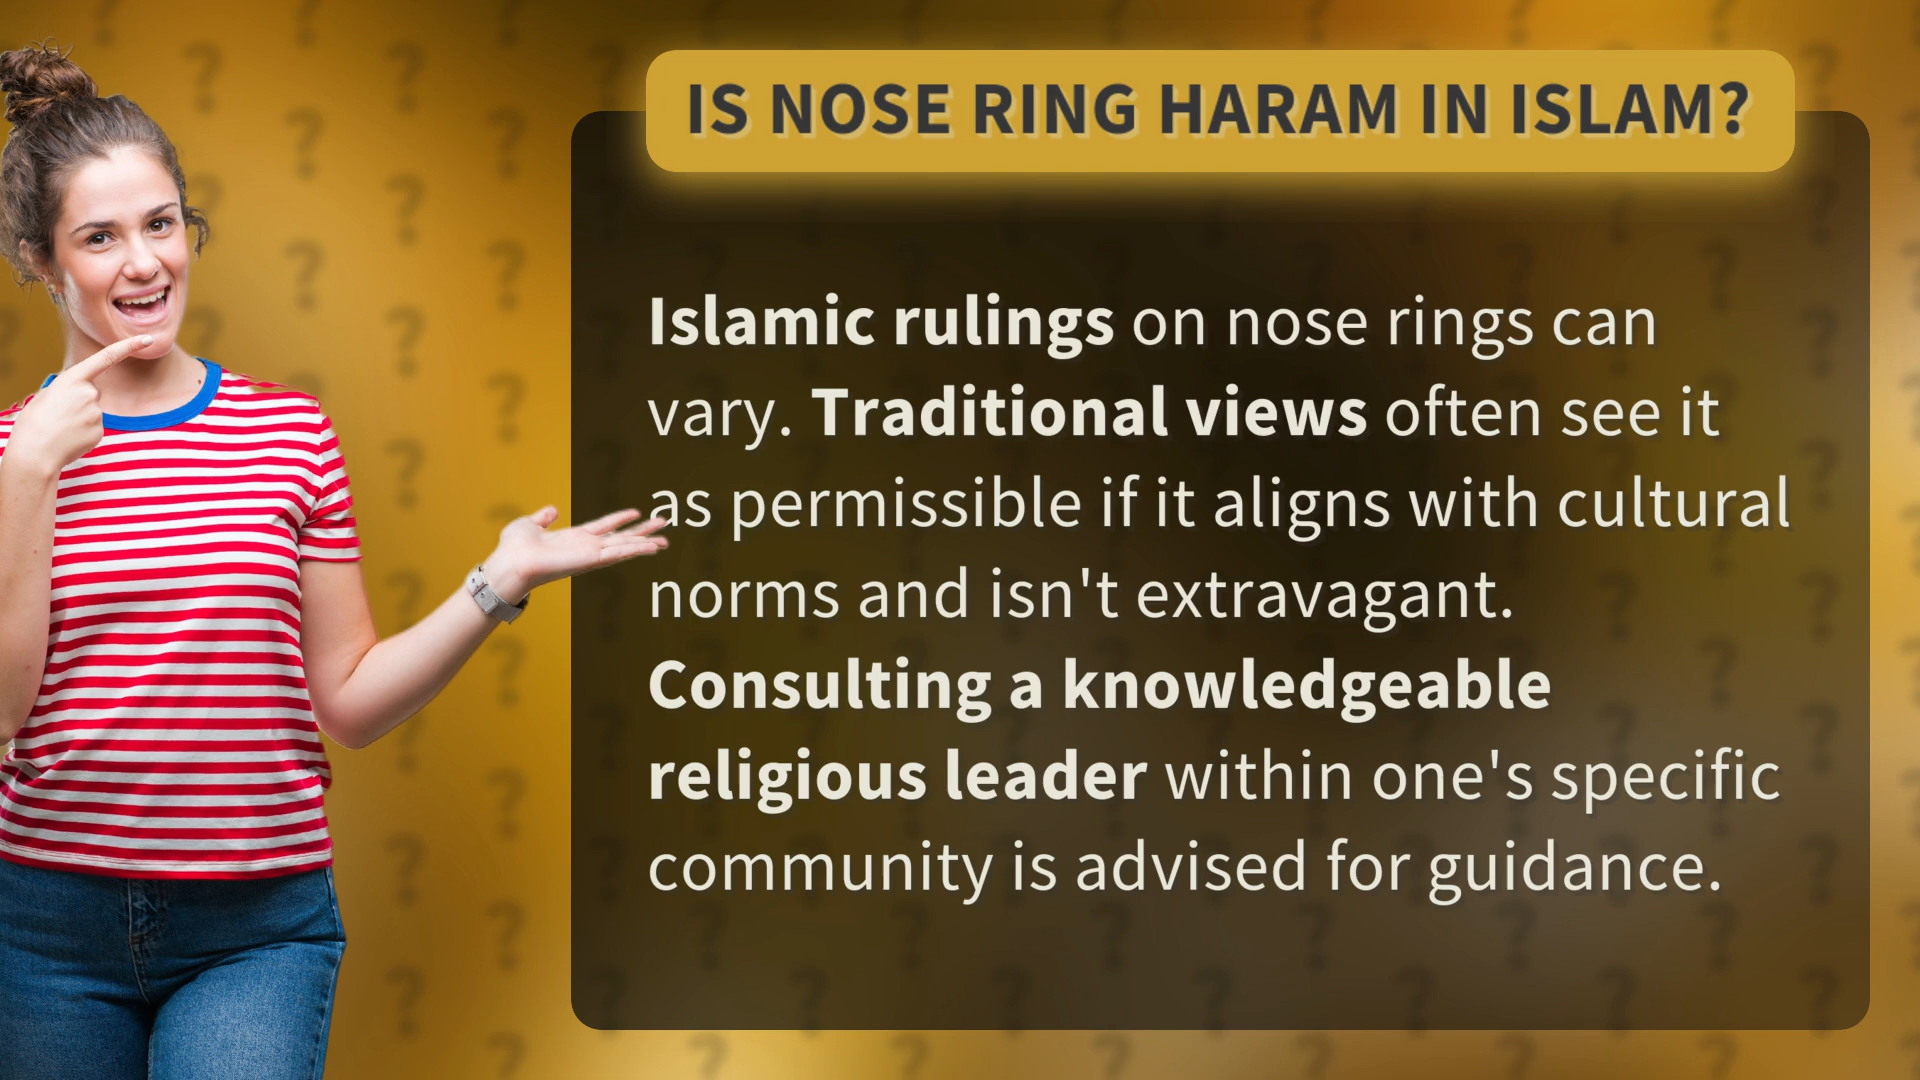 IS NOSE RING HARAM IN ISLAM?
Islamic rulings on nose rings can
vary. Traditional views often see it
as permissible if it aligns with cultural
norms and isn't extravagant.
Consulting a knowledgeable
religious leader within one's specific
community is advised for guidance.